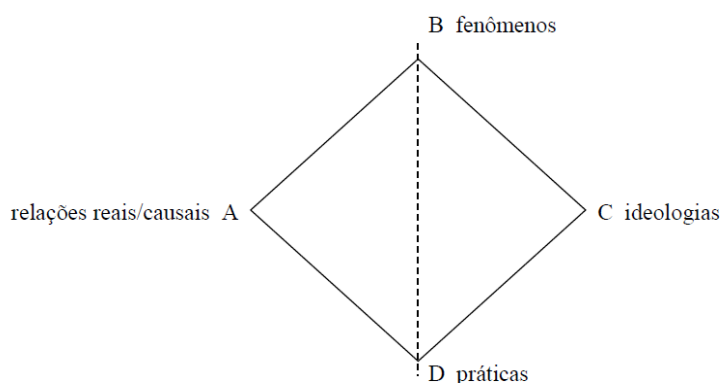 B fenômenos
relações reais/causais A
C ideologias
D práticas